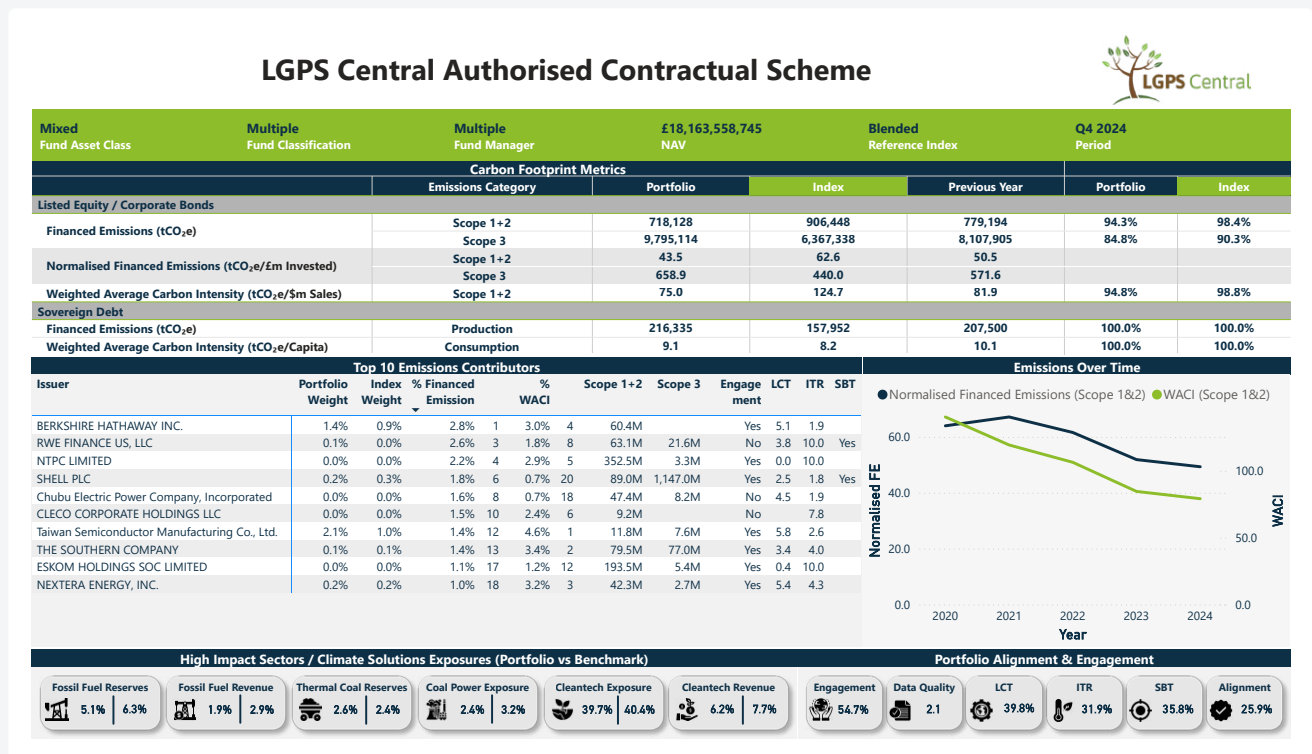 LGPS Central Authorised Contractual Scheme
LGPS Central
Mixed Multiple Multiple £18,163,558,745 Blended Q4 2024
Fund Asset Class Fund Classification Fund Manager NAV Reference Index Period
Carbon Footprint Metrics
Emissions Category Portfolio Index Previous Year Portfolio Index
Listed Equity / Corporate Bonds
Financed Emissions (tCO₂e) Scope 1+2 718,128 906,448 779,194 94.3% 98.4%
Scope 3 9,795,114 6,367,338 8,107,905 84.8% 90.3%
Normalised Financed Emissions (tCO₂e/£m Invested) Scope 1+2 43.5 62.6 50.5
Scope 3 658.9 440.0 571.6
Weighted Average Carbon Intensity (tCO₂e/$m Sales) Scope 1+2 75.0 124.7 81.9 94.8% 98.8%
Sovereign Debt
Financed Emissions (tCO₂e) Production 216,335 157,952 207,500 100.0% 100.0%
Weighted Average Carbon Intensity (tCO₂e/Capita) Consumption 9.1 8.2 10.1 100.0% 100.0%
Top 10 Emissions Contributors
Issuer Portfolio Index % Financed % Scope 1+2 Scope 3 Engage LCT ITR SBT
Weight Weight Emission WACI ment
BERKSHIRE HATHAWAY INC. 1.4% 0.9% 2.8% 1 3.0% 4 60.4M Yes 5.1 1.9
RWE FINANCE US, LLC 0.1% 0.0% 2.6% 3 1.8% 8 63.1M 21.6M No 3.8 10.0 Yes
NTPC LIMITED 0.0% 0.0% 2.2% 4 2.9% 5 352.5M 3.3M Yes 0.0 10.0
SHELL PLC 0.2% 0.3% 1.8% 6 0.7% 20 89.0M 1,147.0M Yes 2.5 1.8 Yes
Chubu Electric Power Company, Incorporated 0.0% 0.0% 1.6% 8 0.7% 18 47.4M 8.2M No 4.5 1.9
CLECO CORPORATE HOLDINGS LLC 0.0% 0.0% 1.5% 10 2.4% 6 9.2M No 7.8
Taiwan Semiconductor Manufacturing Co., Ltd. 2.1% 1.0% 1.4% 12 4.6% 1 11.8M 7.6M Yes 5.8 2.6
THE SOUTHERN COMPANY 0.1% 0.1% 1.4% 13 3.4% 2 79.5M 77.0M Yes 3.4 4.0
ESKOM HOLDINGS SOC LIMITED 0.0% 0.0% 1.1% 17 1.2% 12 193.5M 5.4M Yes 0.4 10.0
NEXTERA ENERGY, INC. 0.2% 0.2% 1.0% 18 3.2% 3 42.3M 2.7M Yes 5.4 4.3
Emissions Over Time
Normalised Financed Emissions (Scope 1&2) WACI (Scope 1&2)
Normalised FE
60.0
40.0
20.0
0.0
100.0
50.0
0.0
WACI
2020 2021 2022 2023 2024
Year
High Impact Sectors / Climate Solutions Exposures (Portfolio vs Benchmark)
Fossil Fuel Reserves Fossil Fuel Revenue Thermal Coal Reserves Coal Power Exposure Cleantech Exposure Cleantech Revenue
5.1% 6.3% 1.9% 2.9% 2.6% 2.4% 2.4% 3.2% 39.7% 40.4% 6.2% 7.7%
Portfolio Alignment & Engagement
Engagement Data Quality LCT ITR SBT Alignment
54.7% 2.1 39.8% 31.9% 35.8% 25.9%